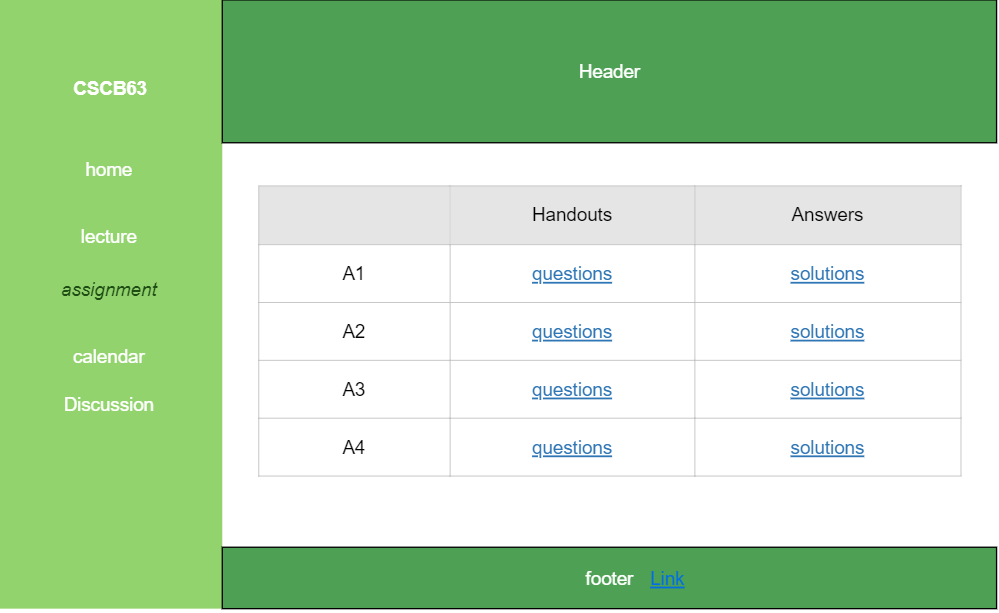 CSCB63
home
lecture
assignment
calendar
Discussion
Header
Handouts Answers
A1 questions solutions
A2 questions solutions
A3 questions solutions
A4 questions solutions
footer Link